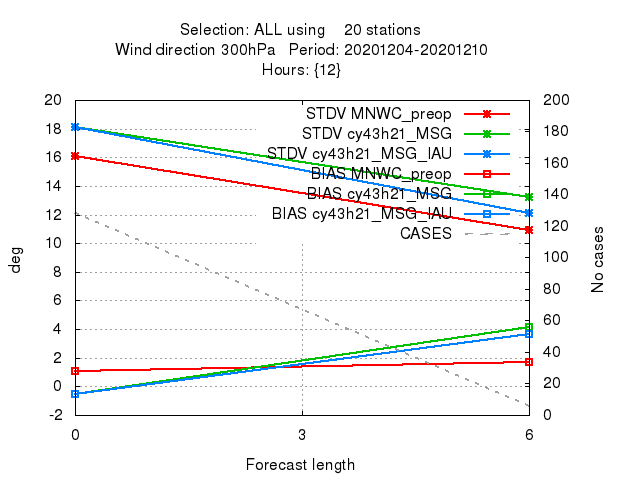 Selection: ALL using    20 stations
Wind direction 300hPa   Period: 20201204-20201210
Hours: {12}
STDV MNWC_preop
STDV cy43h21_MSG
STDV cy43h21_MSG_IAU
BIAS MNWC_preop
BIAS cy43h21_MSG
BIAS cy43h21_MSG_IAU
CASES
20
18
16
14
12
10
8
6
4
2
0
-2
deg
200
180
160
140
120
100
80
60
40
20
0
No cases
0 3 6
Forecast length